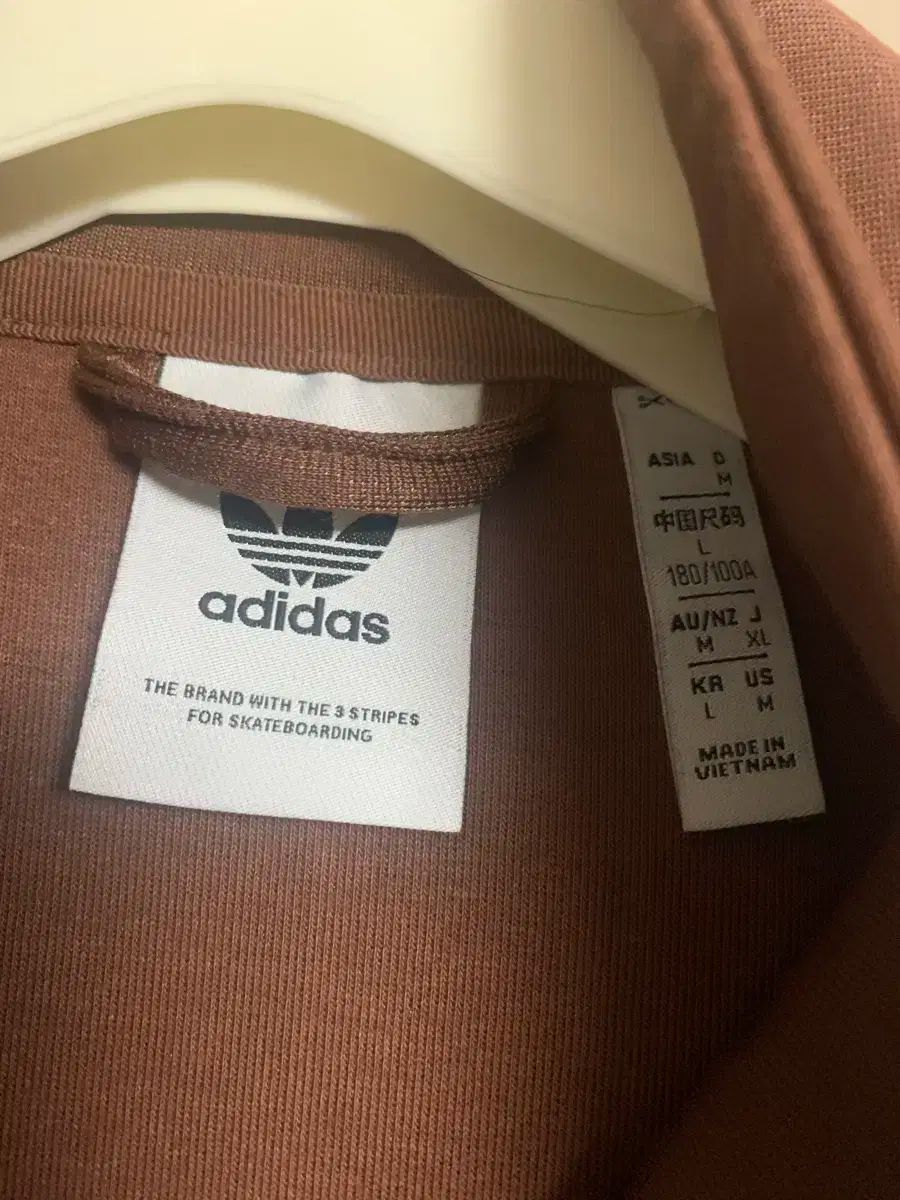 adidas
THE BRAND WITH THE 3 STRIPES
FOR SKATEBOARDING
ASIA D
M
中国尺码
L
180/100A
AU/NZ J
M XL
KR US
L M
MADE IN
VIETNAM